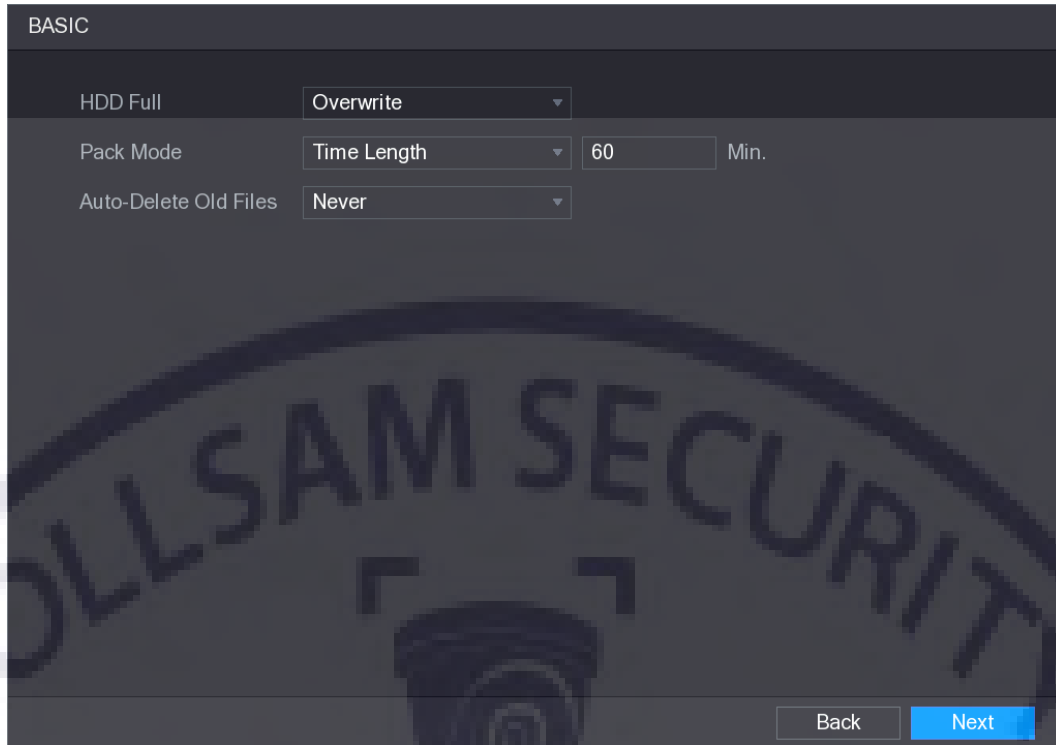 BASIC
HDD Full Overwrite
Pack Mode Time Length 60 Min.
Auto-Delete Old Files Never
OLLSAM SECURITY
Back Next